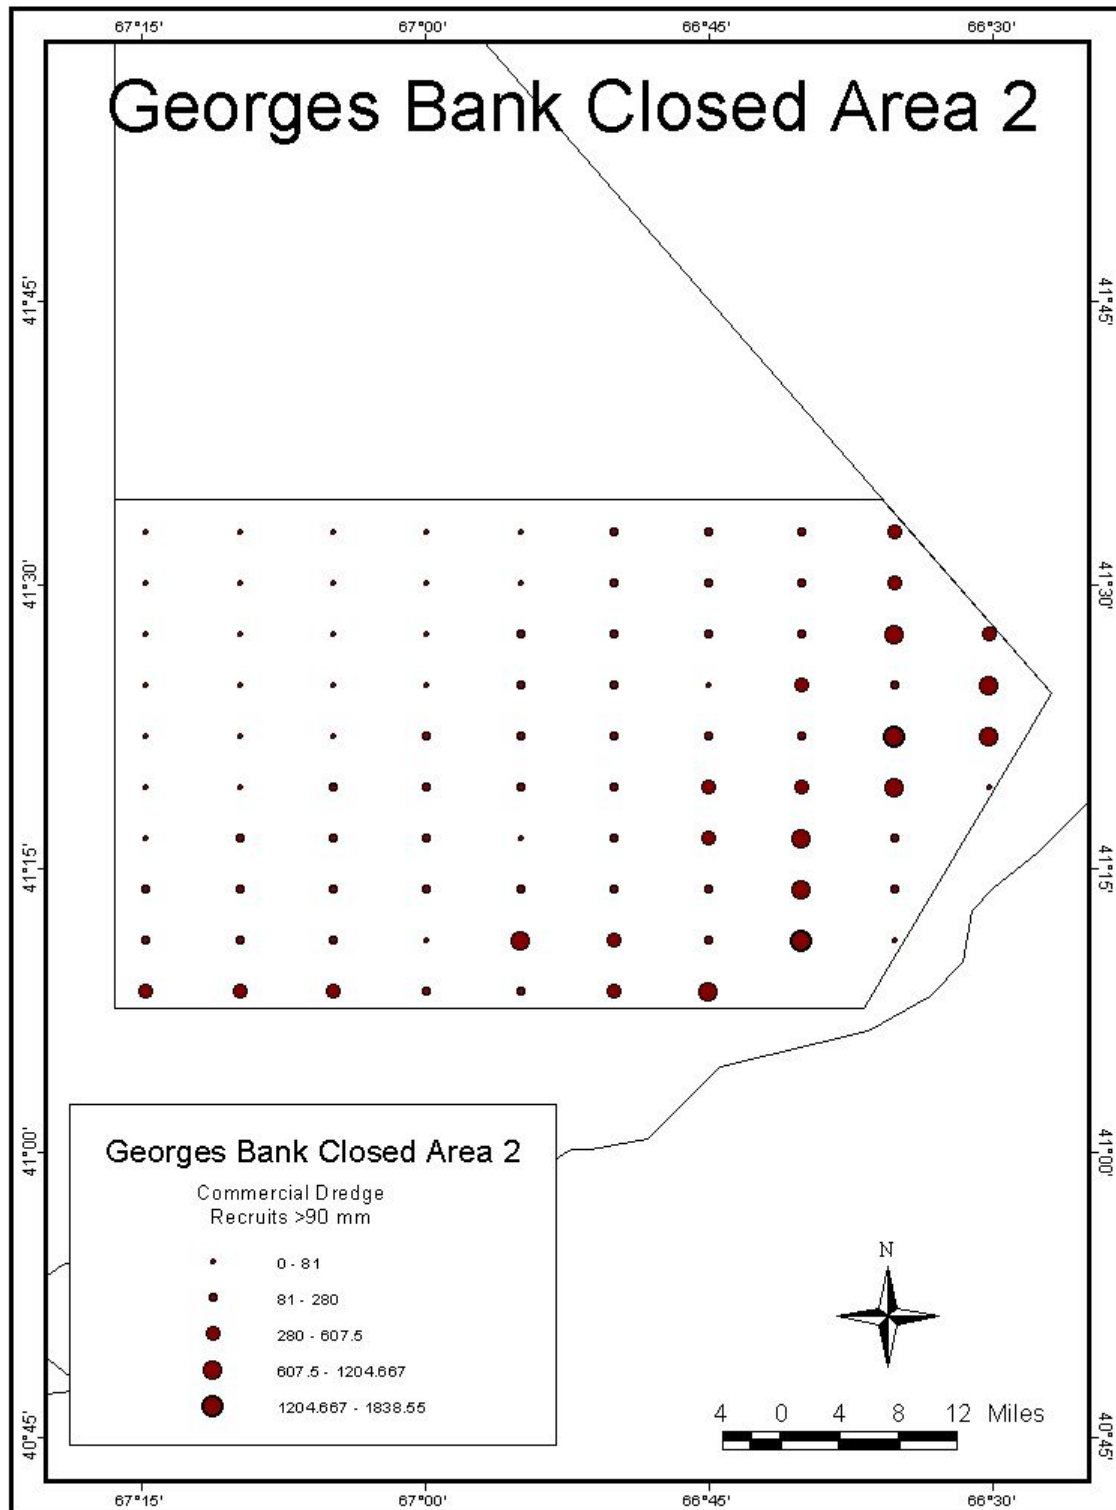 67°15' 67°00' 66°45' 66°30'
Georges Bank Closed Area 2
41°45' 41°45'
41°30' 41°30'
41°15' 41°15'
41°00' 41°00'
Georges Bank Closed Area 2
Commercial Dredge
Recruits >90 mm
0 - 81
81 - 280
280 - 607.5
607.5 - 1204.667
1204.667 - 1838.55
N
4 0 4 8 12 Miles
40°45' 40°45'
67°15' 67°00' 66°45' 66°30'